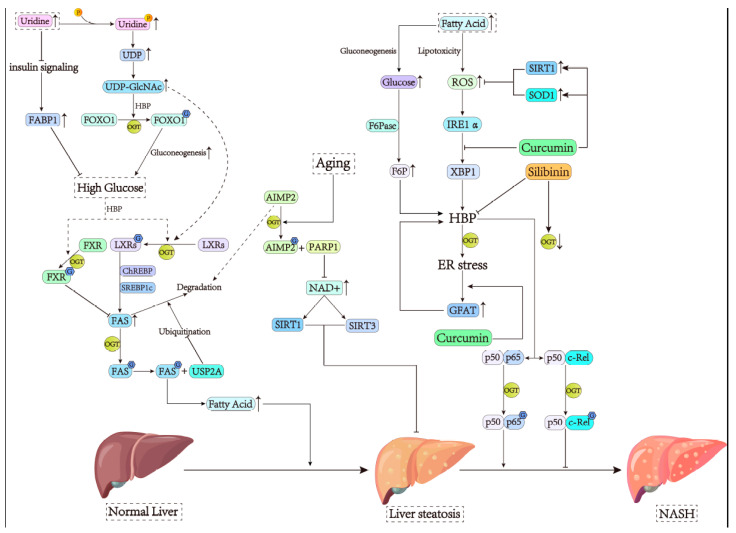 Uridine
P
Uridine
P
UDP
UDP-GlcNAc
HBP
insulin signaling
FABP1
FOXO1
OGT
FOXO1
G
Gluconeogenesis
High Glucose
HBP
FXR
OGT
FXR
G
LXRs
G
OGT
LXRs
ChREBP
SREBP1c
Degradation
FAS
Ubiquitination
OGT
FAS
G
FAS
G
+
USP2A
Fatty Acid
Aging
AIMP2
OGT
AIMP2
G
+
PARP1
NAD+
SIRT1
SIRT3
Fatty Acid
Gluconeogenesis
Lipotoxicity
Glucose
ROS
SIRT1
SOD1
F6Pase
IRE1 α
Curcumin
F6P
XBP1
Silibinin
HBP
OGT
OGT
ER stress
GFAT
Curcumin
p50
p65
p50
c-Rel
OGT
OGT
p50
p65
G
p50
c-Rel
G
Normal Liver
Liver steatosis
NASH